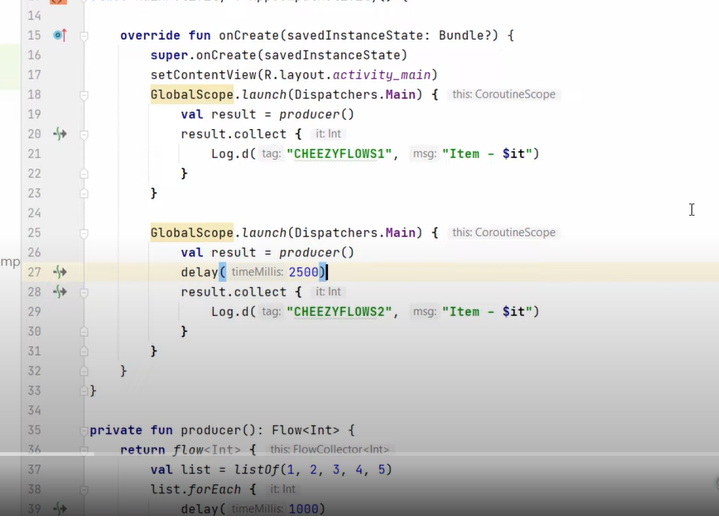 14
15 override fun onCreate(savedInstanceState: Bundle?) {
16 super.onCreate(savedInstanceState)
17 setContentView(R.layout.activity_main)
18 GlobalScope.launch(Dispatchers.Main) { this: CoroutineScope
19 val result = producer()
20 result.collect { it: Int
21 Log.d( tag: "CHEEZYFLOWS1", msg: "Item - $it")
22 }
23 }
24
25 GlobalScope.launch(Dispatchers.Main) { this: CoroutineScope
26 val result = producer()
mp 27 delay( timeMillis: 2500)
28 result.collect { it: Int
29 Log.d( tag: "CHEEZYFLOWS2", msg: "Item - $it")
30 }
31 }
32 }
33 }
34
35 private fun producer(): Flow<Int> {
36 return flow<Int> { this: FlowCollector<Int>
37 val list = listOf(1, 2, 3, 4, 5)
38 list.forEach { it: Int
39 delay( timeMillis: 1000)